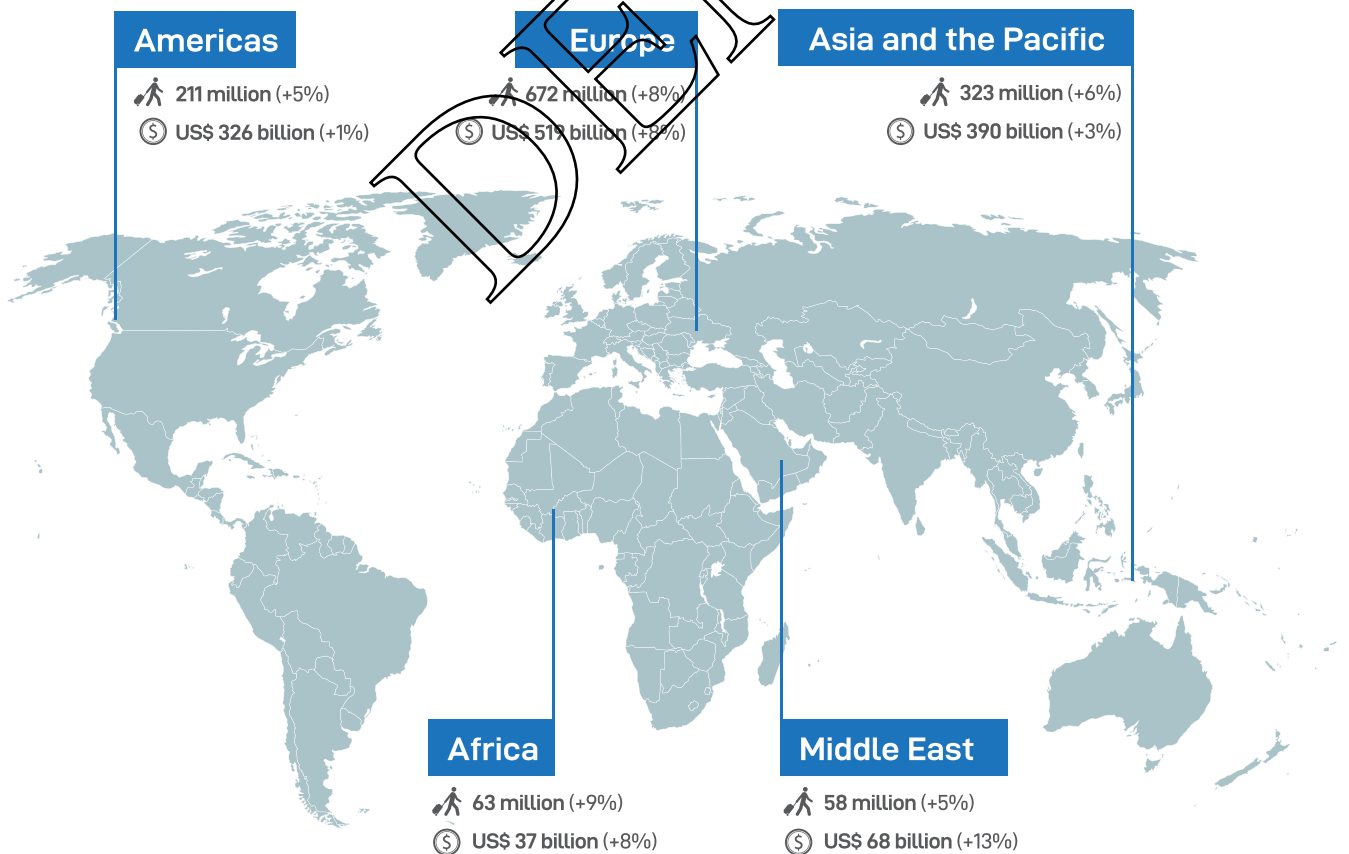 Americas
211 million (+5%)
US$ 326 billion (+1%)
Europe
672 million (+8%)
US$ 519 billion (+8%)
Asia and the Pacific
323 million (+6%)
US$ 390 billion (+3%)
Africa
63 million (+9%)
US$ 37 billion (+8%)
Middle East
58 million (+5%)
US$ 68 billion (+13%)